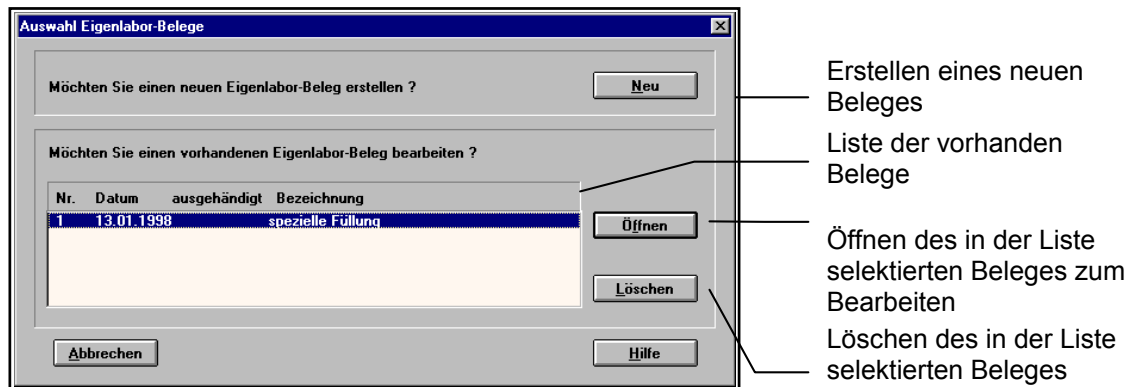 Auswahl Eigenlabor-Belege
Möchten Sie einen neuen Eigenlabor-Beleg erstellen ?
Neu
Möchten Sie einen vorhandenen Eigenlabor-Beleg bearbeiten ?
Nr. Datum ausgehändigt Bezeichnung
1 13.01.1998 spezielle Füllung
Öffnen
Löschen
Abbrechen
Hilfe
Erstellen eines neuen
Beleges
Liste der vorhanden
Belege
Öffnen des in der Liste
selektierten Beleges zum
Bearbeiten
Löschen des in der Liste
selektierten Beleges